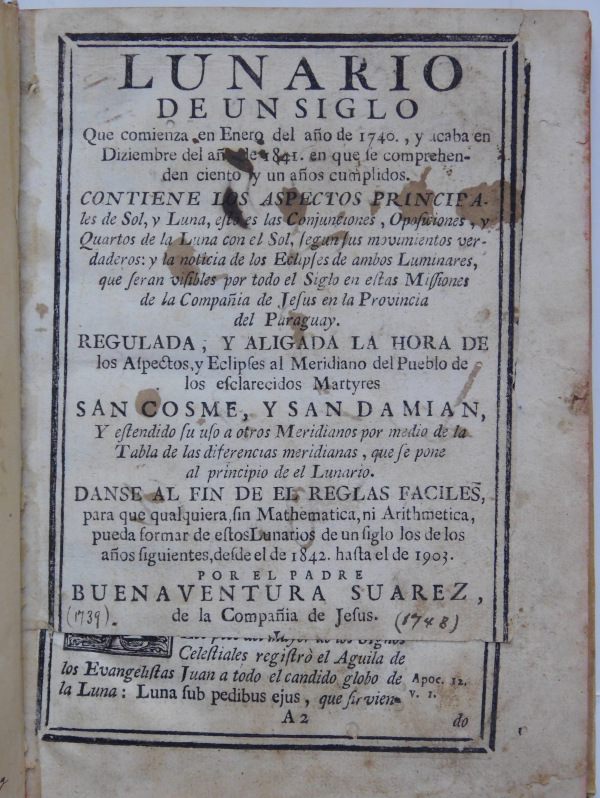 LUNARIO
DE UN SIGLO
Que comienza en Enero del año de 1740., y acaba en
Diziembre del año de 1841. en que ſe comprehen-
den ciento y un años cumplidos.
CONTIENE LOS ASPECTOS PRINCIPA-
les de Sol, y Luna, eſto es las Conjunciones, Opoſiciones, y
Quartos de la Luna con el Sol, ſegun ſus movimientos ver-
daderos: y la noticia de los Eclipſes de ambos Luminares,
que ſeran viſibles por todo el Siglo en eſtas Miſſiones
de la Compañia de Jeſus en la Provincia
del Paraguay.
REGULADA, Y ALIGADA LA HORA DE
los Aſpectos, y Eclipſes al Meridiano del Pueblo de
los eſclarecidos Martyres
SAN COSME, Y SAN DAMIAN,
Y eſtendido ſu uſo a otros Meridianos por medio de la
Tabla de las diferencias meridianas, que ſe pone
al principio de el Lunario.
DANSE AL FIN DE EL REGLAS FACILES,
para que qualquiera, ſin Mathematica, ni Arithmetica,
pueda formar de eſtos Lunarios de un ſiglo los de los
años ſiguientes, deſde el de 1842. haſta el de 1903.
POR EL PADRE
BUENAVENTURA SUAREZ,
(1739). de la Compañia de Jeſus. (1748)
Celeſtiales regiſtrò el Aguila de
los Evangeliſtas Juan a todo el candido globo de Apoc. 12.
la Luna: Luna ſub pedibus ejus, que ſirvien- v. 1.
A 2 do